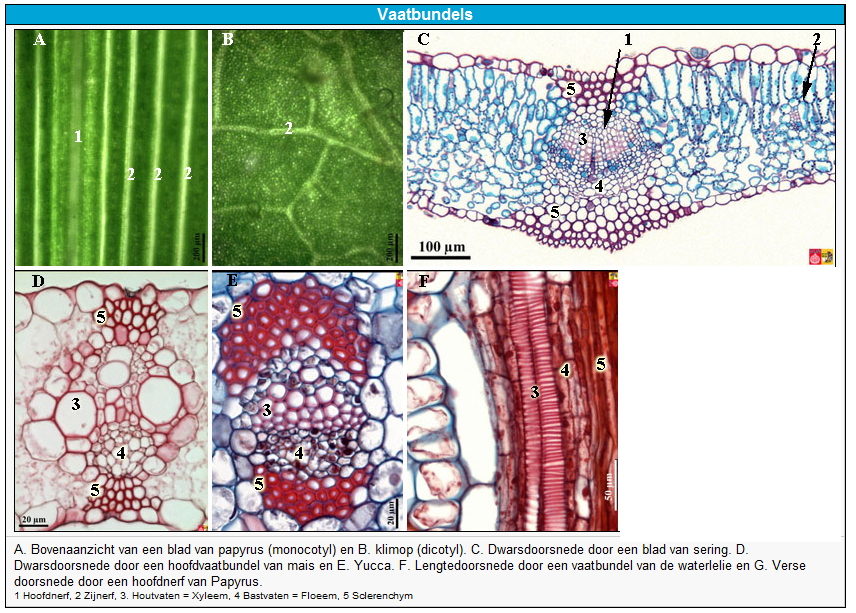 Vaatbundels
A
B
C
1
2
5
3
1
2
2
2
2
4
5
200 µm
200 µm
100 µm
D
E
F
5
5
3
3
3
4
5
4
4
5
5
20 µm
20 µm
50 µm
A. Bovenaanzicht van een blad van papyrus (monocotyl) en B. klimop (dicotyl). C. Dwarsdoorsnede door een blad van sering. D.
Dwarsdoorsnede door een hoofdvaatbundel van mais en E. Yucca. F. Lengtedoorsnede door een vaatbundel van de waterlelie en G. Verse
doorsnede door een hoofdnerf van Papyrus.
1 Hoofdnerf, 2 Zijnerf, 3. Houtvaten = Xyleem, 4 Bastvaten = Floeem, 5 Sclerenchym